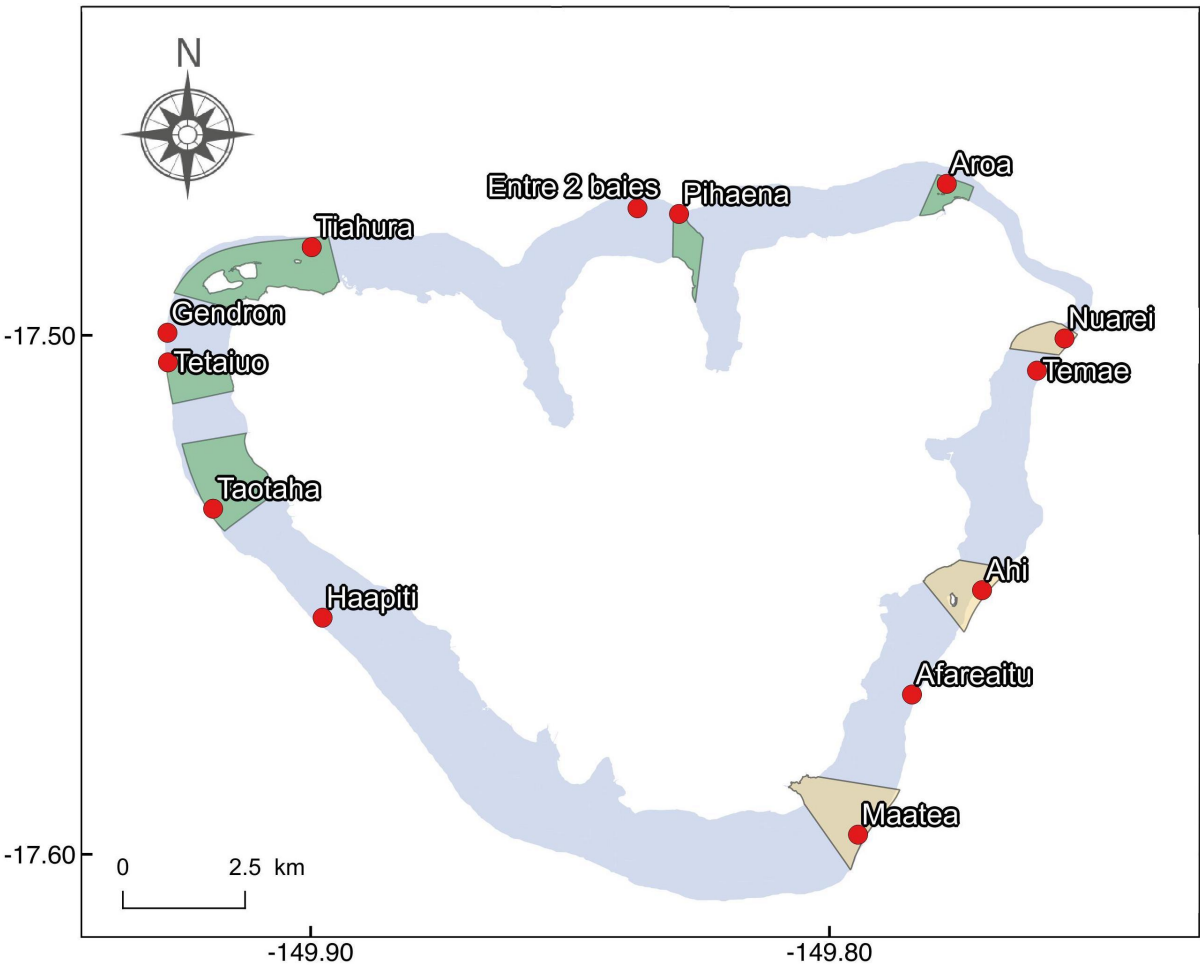 N
Aroa
Entre 2 baies
Pihaena
Tiahura
Gendron
Nuarei
-17.50
Tetaiuo
Temae
Taotaha
Ahi
Haapiti
Afareaitu
Maatea
-17.60
0 2.5 km
-149.90 -149.80